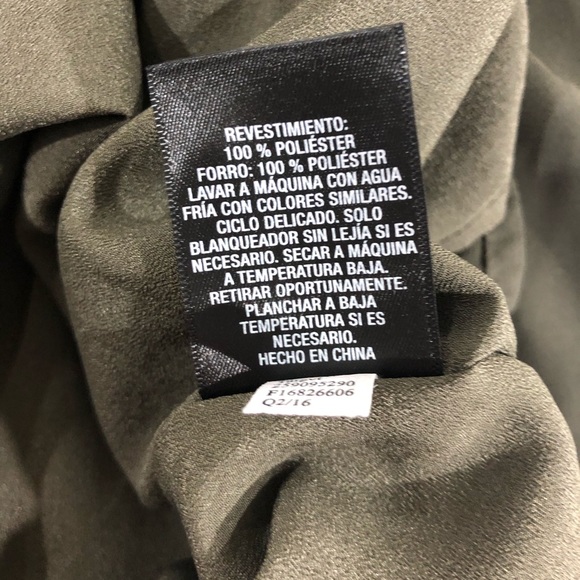 REVESTIMIENTO:
100 % POLIÉSTER
FORRO: 100 % POLIÉSTER
LAVAR A MÁQUINA CON AGUA
FRÍA CON COLORES SIMILARES.
CICLO DELICADO. SOLO
BLANQUEADOR SIN LEJÍA SI ES
NECESARIO. SECAR A MÁQUINA
A TEMPERATURA BAJA.
RETIRAR OPORTUNAMENTE.
PLANCHAR A BAJA
TEMPERATURA SI ES
NECESARIO.
HECHO EN CHINA
259095290
F16826606
Q2/16